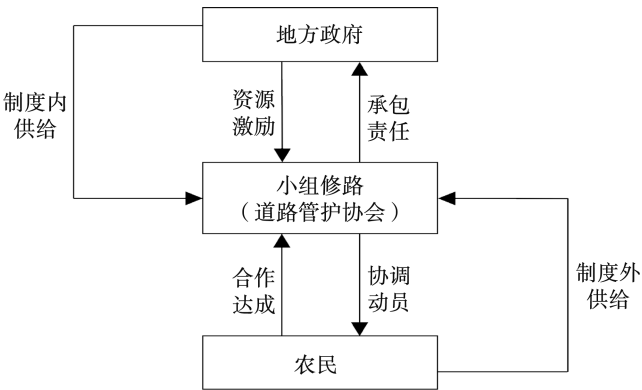 地方政府
制度内
供给
资源
激励
承包
责任
小组修路
（道路管护协会）
合作
达成
协调
动员
制度外
供给
农民